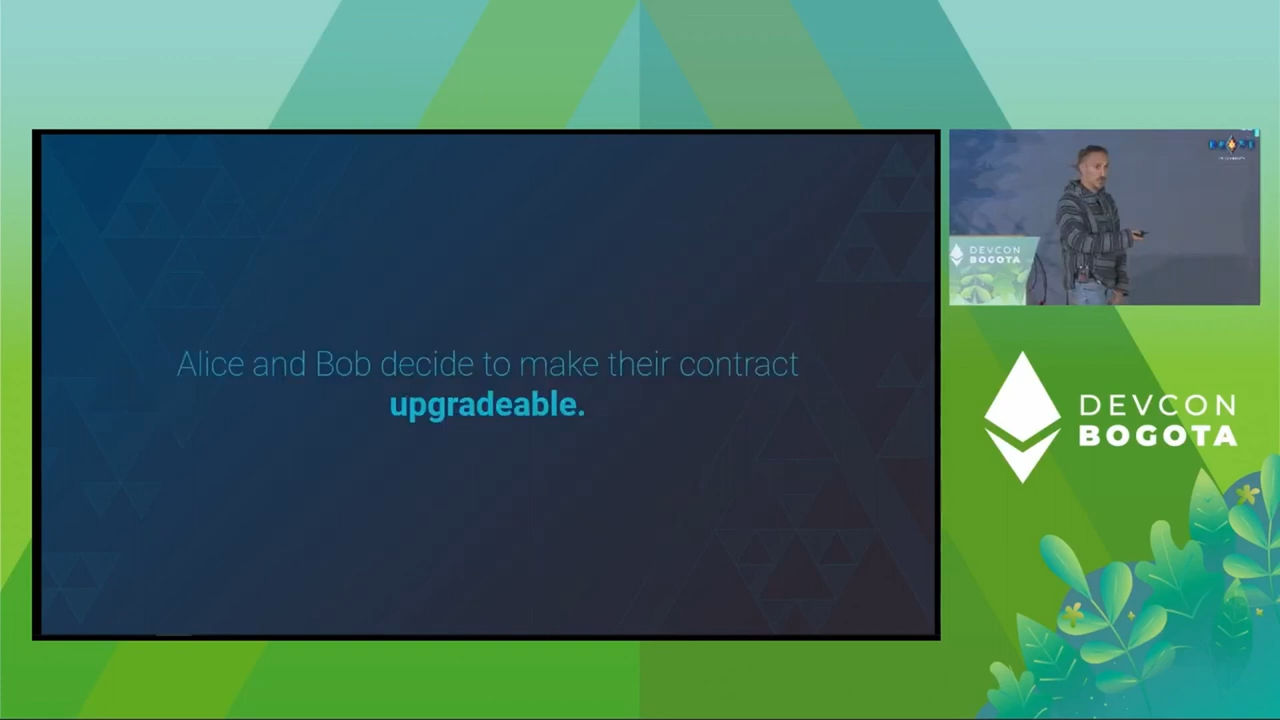 Alice and Bob decide to make their contract
upgradeable.
DEVCON
BOGOTA
DEVCON
BOGOTA